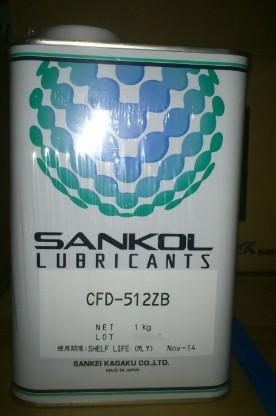 SANKOL
LUBRICANTS
CFD-512ZB
NET 1 Kg
LOT
使用期限:SHELF LIFE (M,Y) Nov-14
SANKEI KAGAKU CO.,LTD.
MADE IN JAPAN